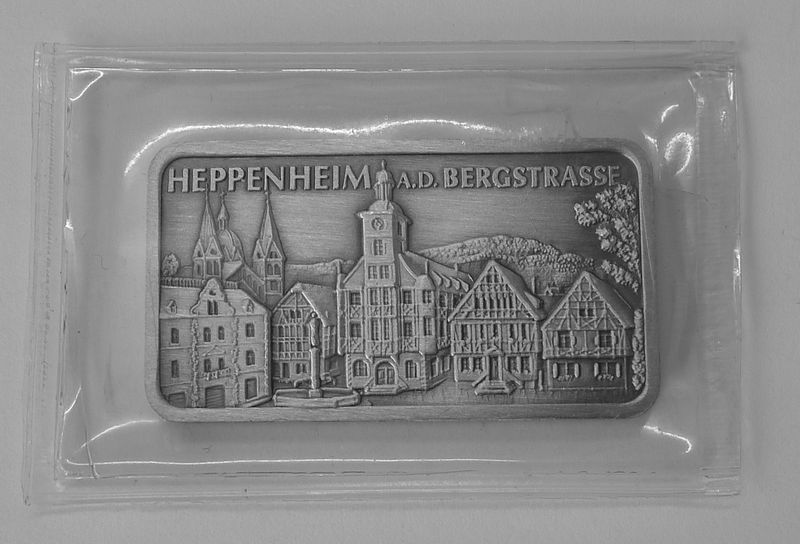 HEPPENHEIM A.D. BERGSTRASSE